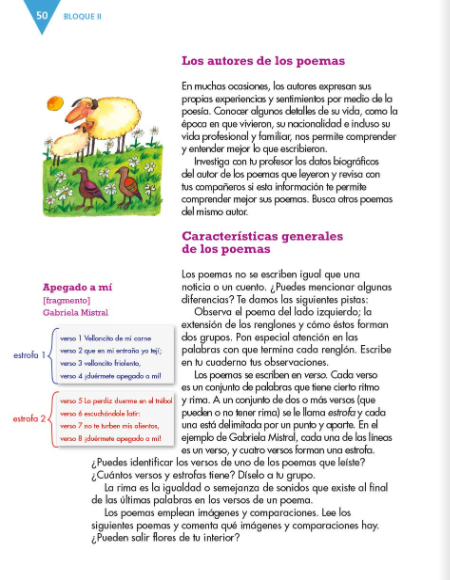 50
BLOQUE II
Los autores de los poemas
En muchas ocasiones, los autores expresan sus
propias experiencias y sentimientos por medio de la
poesía. Conocer algunos detalles de su vida, como la
época en que vivieron, su nacionalidad e incluso su
vida profesional y familiar, nos permite comprender
y entender mejor lo que escribieron.
Investiga con tu profesor los datos biográficos
del autor de los poemas que leyeron y revisa con
tus compañeros si esta información te permite
comprender mejor sus poemas. Busca otros poemas
del mismo autor.
Características generales
de los poemas
Los poemas no se escriben igual que una
noticia o un cuento. ¿Puedes mencionar algunas
diferencias? Te damos las siguientes pistas:
Observa el poema del lado izquierdo; la
extensión de los renglones y cómo éstos forman
dos grupos. Pon especial atención en las
palabras con que termina cada renglón. Escribe
en tu cuaderno tus observaciones.
Los poemas se escriben en verso. Cada verso
es un conjunto de palabras que tiene cierto ritmo
y rima. A un conjunto de dos o más versos (que
pueden o no tener rima) se le llama estrofa y cada
una está delimitada por un punto y aparte. En el
ejemplo de Gabriela Mistral, cada una de las líneas
es un verso, y cuatro versos forman una estrofa.
¿Puedes identificar los versos de uno de los poemas que leíste?
¿Cuántos versos y estrofas tiene? Díselo a tu grupo.
La rima es la igualdad o semejanza de sonidos que existe al final
de las últimas palabras en los versos de un poema.
Los poemas emplean imágenes y comparaciones. Lee los
siguientes poemas y comenta qué imágenes y comparaciones hay.
¿Pueden salir flores de tu interior?
Apegado a mí
[fragmento]
Gabriela Mistral
estrofa 1
verso 1 Velloncito de mi carne
verso 2 que en mi entraña yo tejí;
verso 3 velloncito friolento,
verso 4 ¡duérmete apegado a mí!
estrofa 2
verso 5 La perdiz duerme en el trébol
verso 6 escuchándole latir:
verso 7 no te turben mis alientos,
verso 8 ¡duérmete apegado a mí!